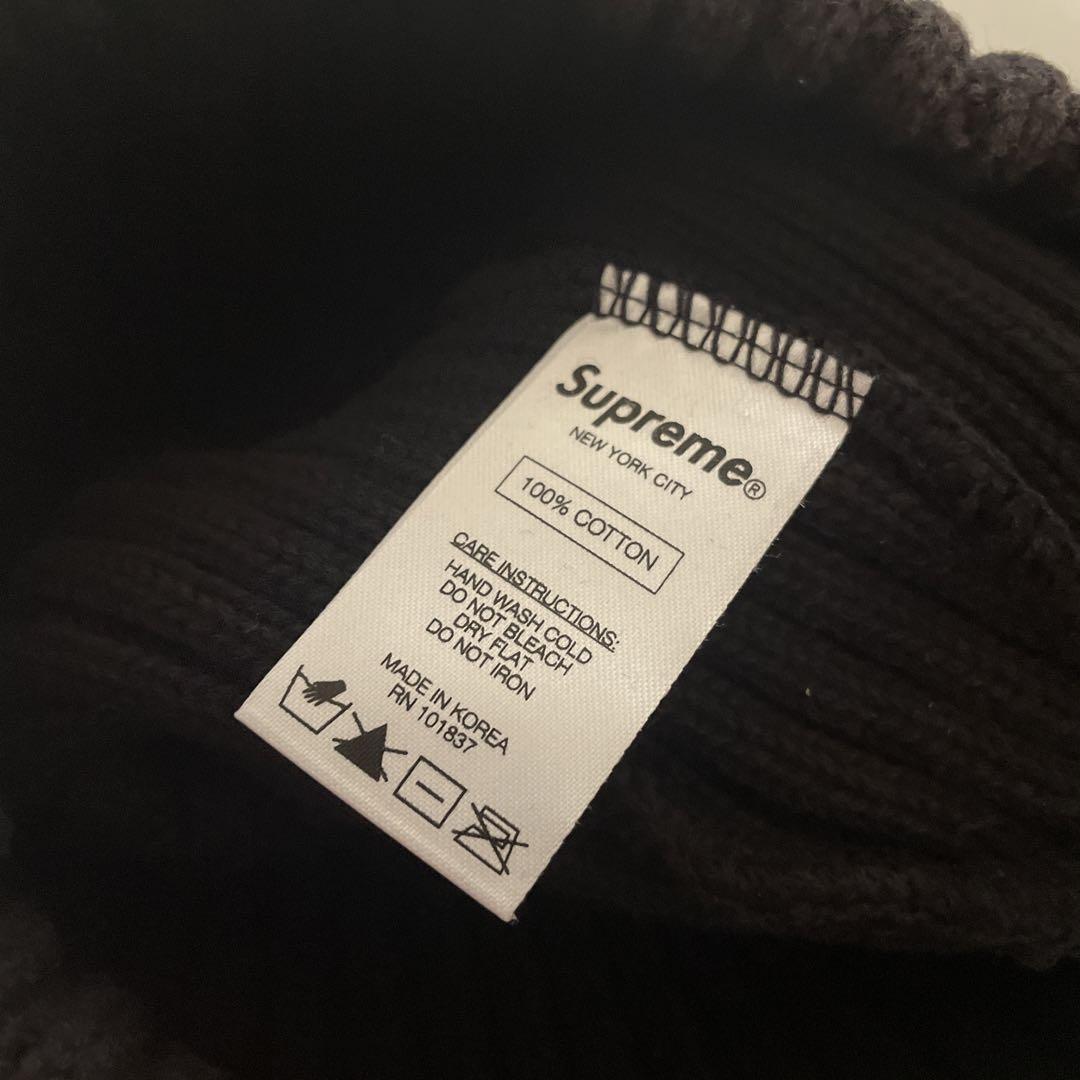 Supreme®
NEW YORK CITY
100% COTTON
CARE INSTRUCTIONS:
HAND WASH COLD
DO NOT BLEACH
DRY FLAT
DO NOT IRON
MADE IN KOREA
RN 101837